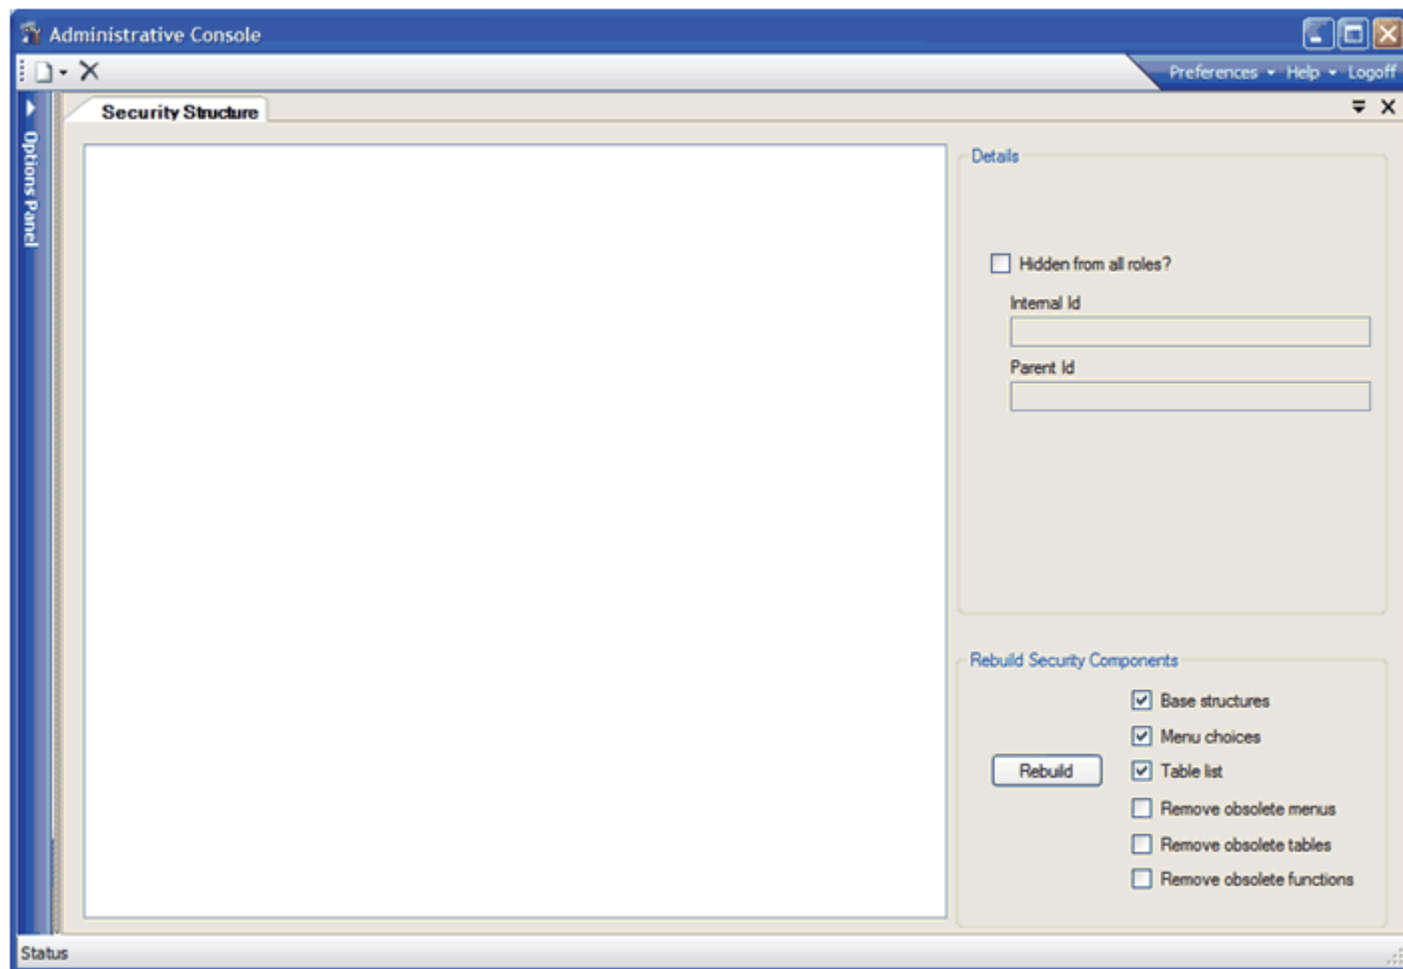 Administrative Console
Preferences Help Logoff
Security Structure
Options Panel
Details
Hidden from all roles?
Internal Id
Parent Id
Rebuild Security Components
Base structures
Menu choices
Rebuild
Table list
Remove obsolete menus
Remove obsolete tables
Remove obsolete functions
Status